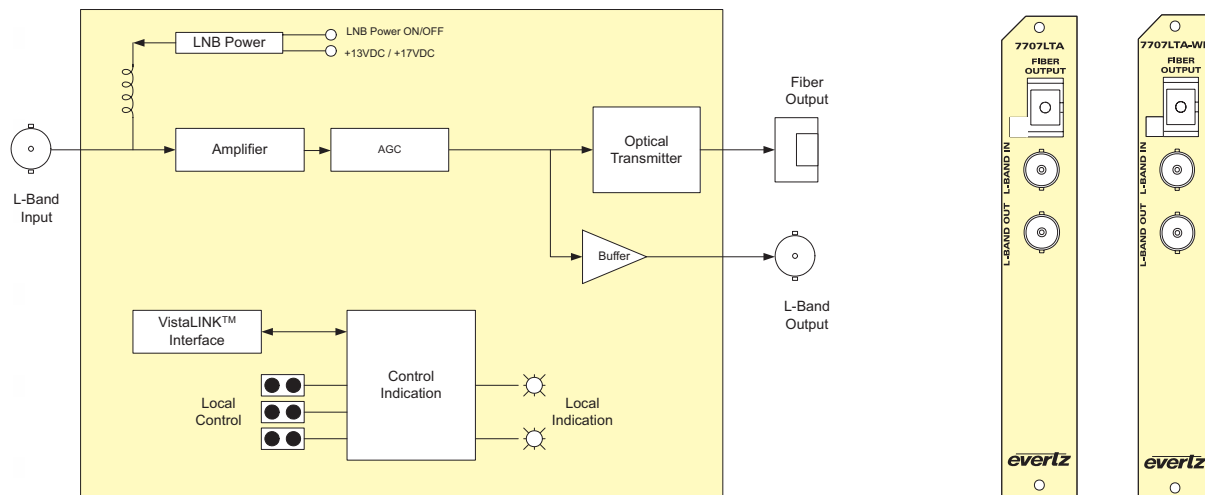 LNB Power
LNB Power ON/OFF
+13VDC / +17VDC
L-Band
Input
Amplifier
AGC
Optical
Transmitter
Fiber
Output
Buffer
L-Band
Output
VistaLINK™
Interface
Control
Indication
Local
Control
Local
Indication
7707LTA
FIBER
OUTPUT
L-BAND IN
L-BAND OUT
evertz
7707LTA-W
FIBER
OUTPUT
L-BAND IN
L-BAND OUT
evertz